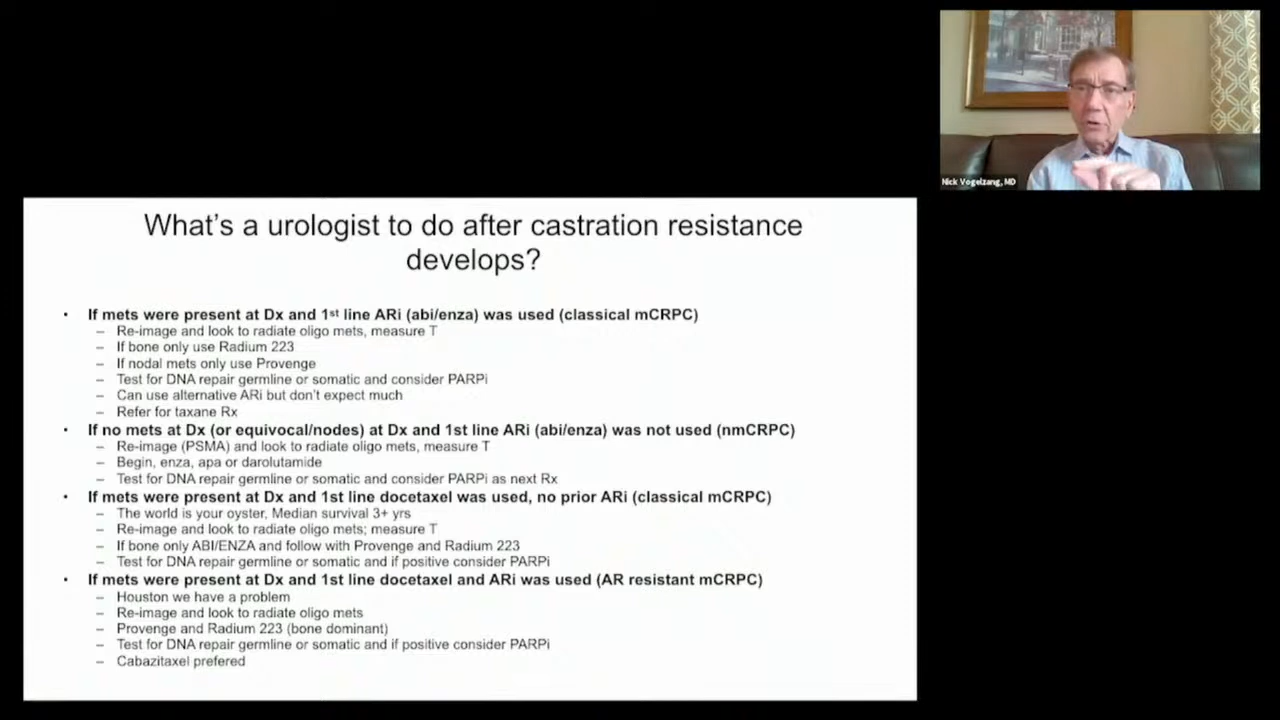 What's a urologist to do after castration resistance
develops?
• If mets were present at Dx and 1st line ARi (abi/enza) was used (classical mCRPC)
– Re-image and look to radiate oligo mets, measure T
– If bone only use Radium 223
– If nodal mets only use Provenge
– Test for DNA repair germline or somatic and consider PARPi
– Can use alternative ARi but don't expect much
– Refer for taxane Rx
• If no mets at Dx (or equivocal/nodes) at Dx and 1st line ARi (abi/enza) was not used (nmCRPC)
– Re-image (PSMA) and look to radiate oligo mets, measure T
– Begin, enza, apa or darolutamide
– Test for DNA repair germline or somatic and consider PARPi as next Rx
• If mets were present at Dx and 1st line docetaxel was used, no prior ARi (classical mCRPC)
– The world is your oyster, Median survival 3+ yrs
– Re-image and look to radiate oligo mets; measure T
– If bone only ABI/ENZA and follow with Provenge and Radium 223
– Test for DNA repair germline or somatic and if positive consider PARPi
• If mets were present at Dx and 1st line docetaxel and ARi was used (AR resistant mCRPC)
– Houston we have a problem
– Re-image and look to radiate oligo mets
– Provenge and Radium 223 (bone dominant)
– Test for DNA repair germline or somatic and if positive consider PARPi
– Cabazitaxel prefered
Nick Vogelzang, MD